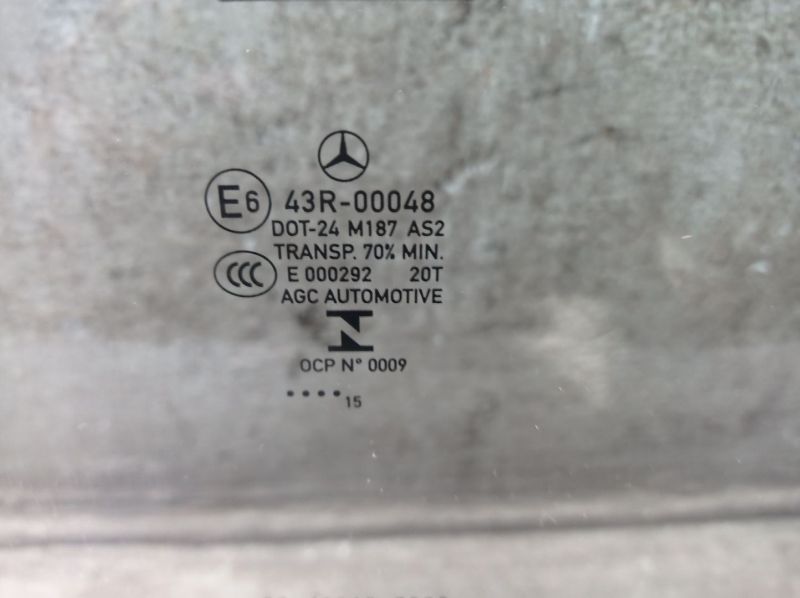 E6 43R-00048
DOT-24 M187 AS2
TRANSP. 70% MIN.
CCC E 000292 20T
AGC AUTOMOTIVE
N
OCP N° 0009
....15